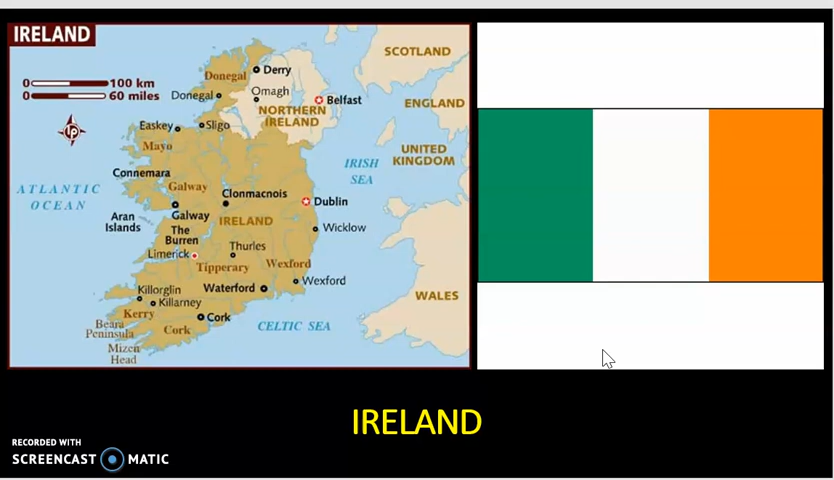 IRELAND
SCOTLAND
0 100 km
0 60 miles
Donegal
Derry
Donegal
Omagh
Belfast
ENGLAND
NORTHERN
IRELAND
Easkey
Sligo
Mayo
UNITED
KINGDOM
IRISH
SEA
Connemara
Galway
ATLANTIC
OCEAN
Clonmacnois
Dublin
Aran
Islands
Galway
IRELAND
The
Burren
Wicklow
Limerick
Thurles
Tipperary
Wexford
Wexford
Killorglin
Waterford
WALES
Killarney
Kerry
Cork
Beara
Peninsula
Cork
CELTIC SEA
Mizen
Head
IRELAND
RECORDED WITH
SCREENCAST MATIC